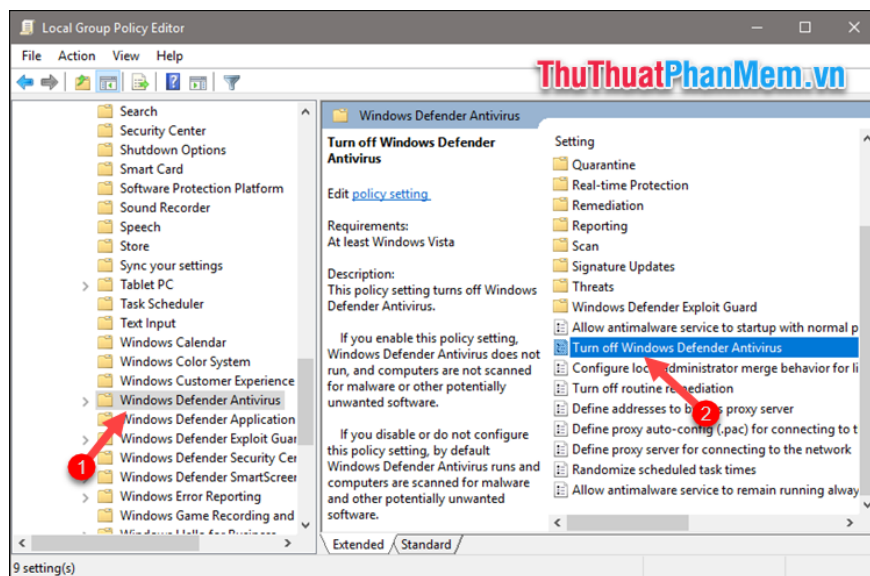 Local Group Policy Editor
File Action View Help
ThuThuatPhanMem.vn
Search
Security Center
Shutdown Options
Smart Card
Software Protection Platform
Sound Recorder
Speech
Store
Sync your settings
Tablet PC
Task Scheduler
Text Input
Windows Calendar
Windows Color System
Windows Customer Experience
Windows Defender Antivirus
Windows Defender Application
Windows Defender Exploit Guar
Windows Defender Security Cer
Windows Defender SmartScreen
Windows Error Reporting
Windows Game Recording and
1
Windows Defender Antivirus
Turn off Windows Defender
Antivirus
Edit policy setting
Requirements:
At least Windows Vista
Description:
This policy setting turns off Windows
Defender Antivirus.
If you enable this policy setting,
Windows Defender Antivirus does not
run, and computers are not scanned
for malware or other potentially
unwanted software.
If you disable or do not configure
this policy setting, by default
Windows Defender Antivirus runs and
computers are scanned for malware
and other potentially unwanted
software.
Setting
Quarantine
Real-time Protection
Remediation
Reporting
Scan
Signature Updates
Threats
Windows Defender Exploit Guard
Allow antimalware service to startup with normal p
Turn off Windows Defender Antivirus
Configure local administrator merge behavior for li
Turn off routine remediation
Define addresses to bypass proxy server
Define proxy auto-config (.pac) for connecting to t
Define proxy server for connecting to the network
Randomize scheduled task times
Allow antimalware service to remain running alway
2
Extended Standard
9 setting(s)